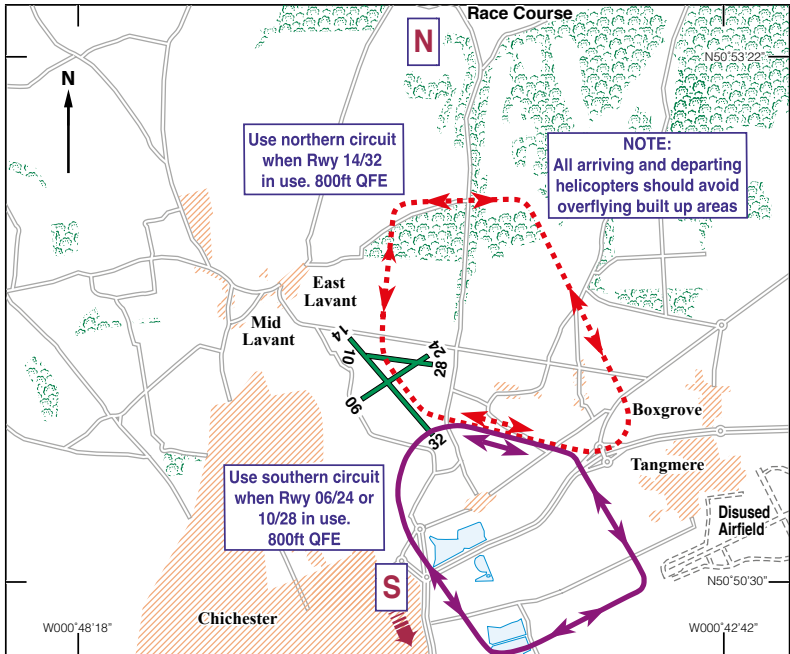 Race Course
N
N50°53'22"
N
Use northern circuit
when Rwy 14/32
in use. 800ft QFE
NOTE:
All arriving and departing
helicopters should avoid
overflying built up areas
East
Lavant
Mid
Lavant
14
10
24
28
06
32
Boxgrove
Tangmere
Use southern circuit
when Rwy 06/24 or
10/28 in use.
800ft QFE
Disused
Airfield
S
N50°50'30"
Chichester
W000°48'18"
W000°42'42"